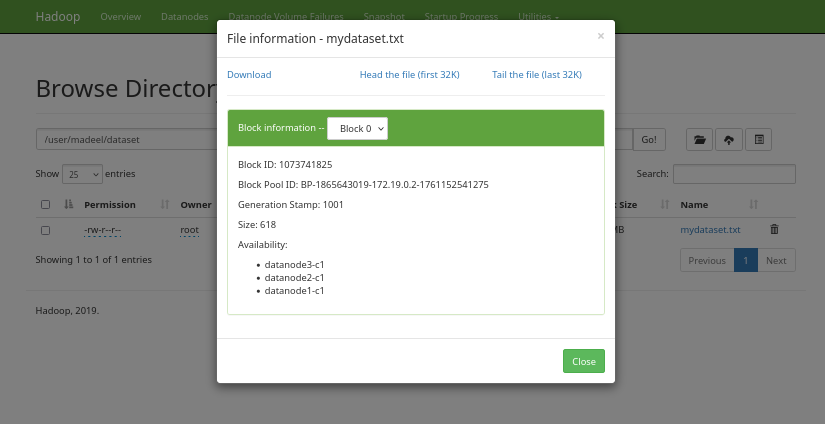 Hadoop Overview Datanodes Datanode Volume Failures Snapshot Startup Progress Utilities
File information - mydataset.txt ×
Download Head the file (first 32K) Tail the file (last 32K)
Browse Directory
Block information -- Block 0
/user/madeel/dataset Go!
Block ID: 1073741825
Show 25 entries Search:
Block Pool ID: BP-1865643019-172.19.0.2-1761152541275
Permission Owner Generation Stamp: 1001 Size Name
Size: 618
-rw-r--r-- root MB mydataset.txt
Availability:
Showing 1 to 1 of 1 entries Previous 1 Next
• datanode3-c1
• datanode2-c1
• datanode1-c1
Hadoop, 2019.
Close